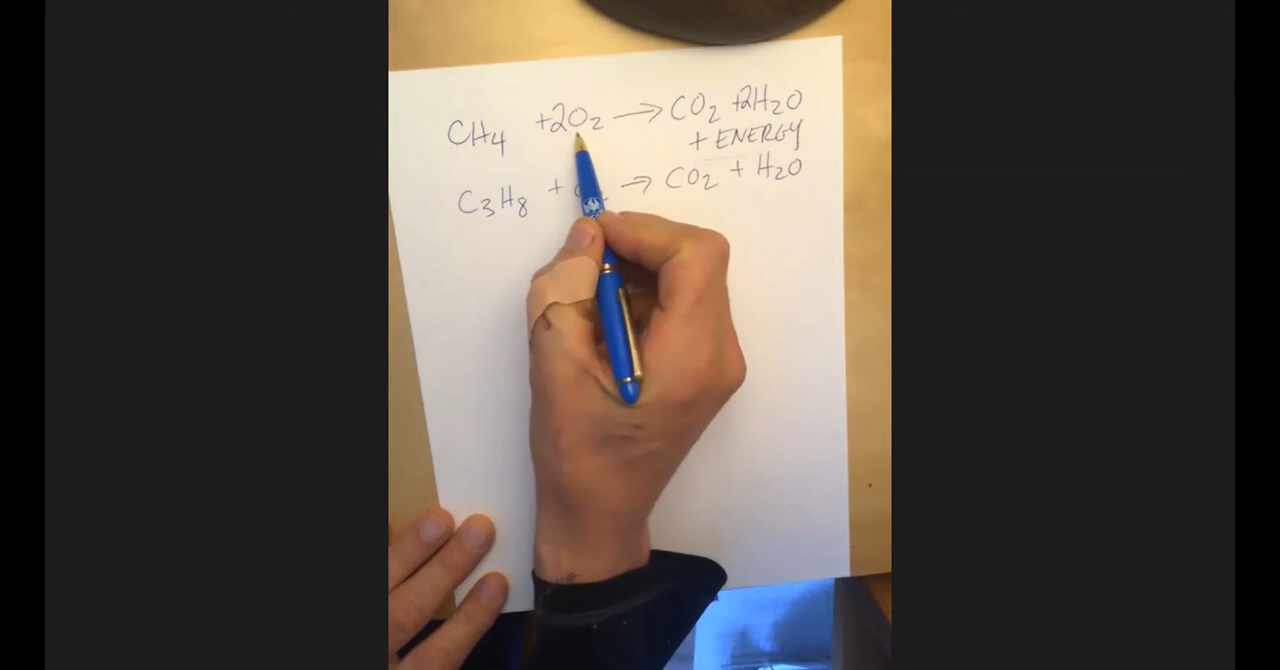 CH4 +2O2 → CO2 +2H2O
+ ENERGY
C3H8 + → CO2 + H2O